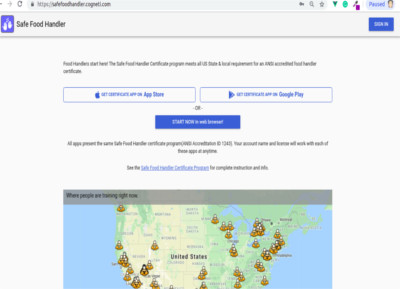 https://safefoodhandler.cogneti.com
Paused
Safe Food Handler
SIGN IN
Food Handlers start here! The Safe Food Handler Certificate program meets all US State & local requirement for an ANSI accredited food handler
certificate.
GET CERTIFICATE APP ON App Store
GET CERTIFICATE APP ON Google Play
- OR -
START NOW in web browser!
All apps present the same Safe Food Handler certificate program(ANSI Accreditation ID 1243). Your account name and license will work with each of
these apps at anytime.
See the Safe Food Handler Certificate Program for complete instruction and info.
Where people are training right now.
United States